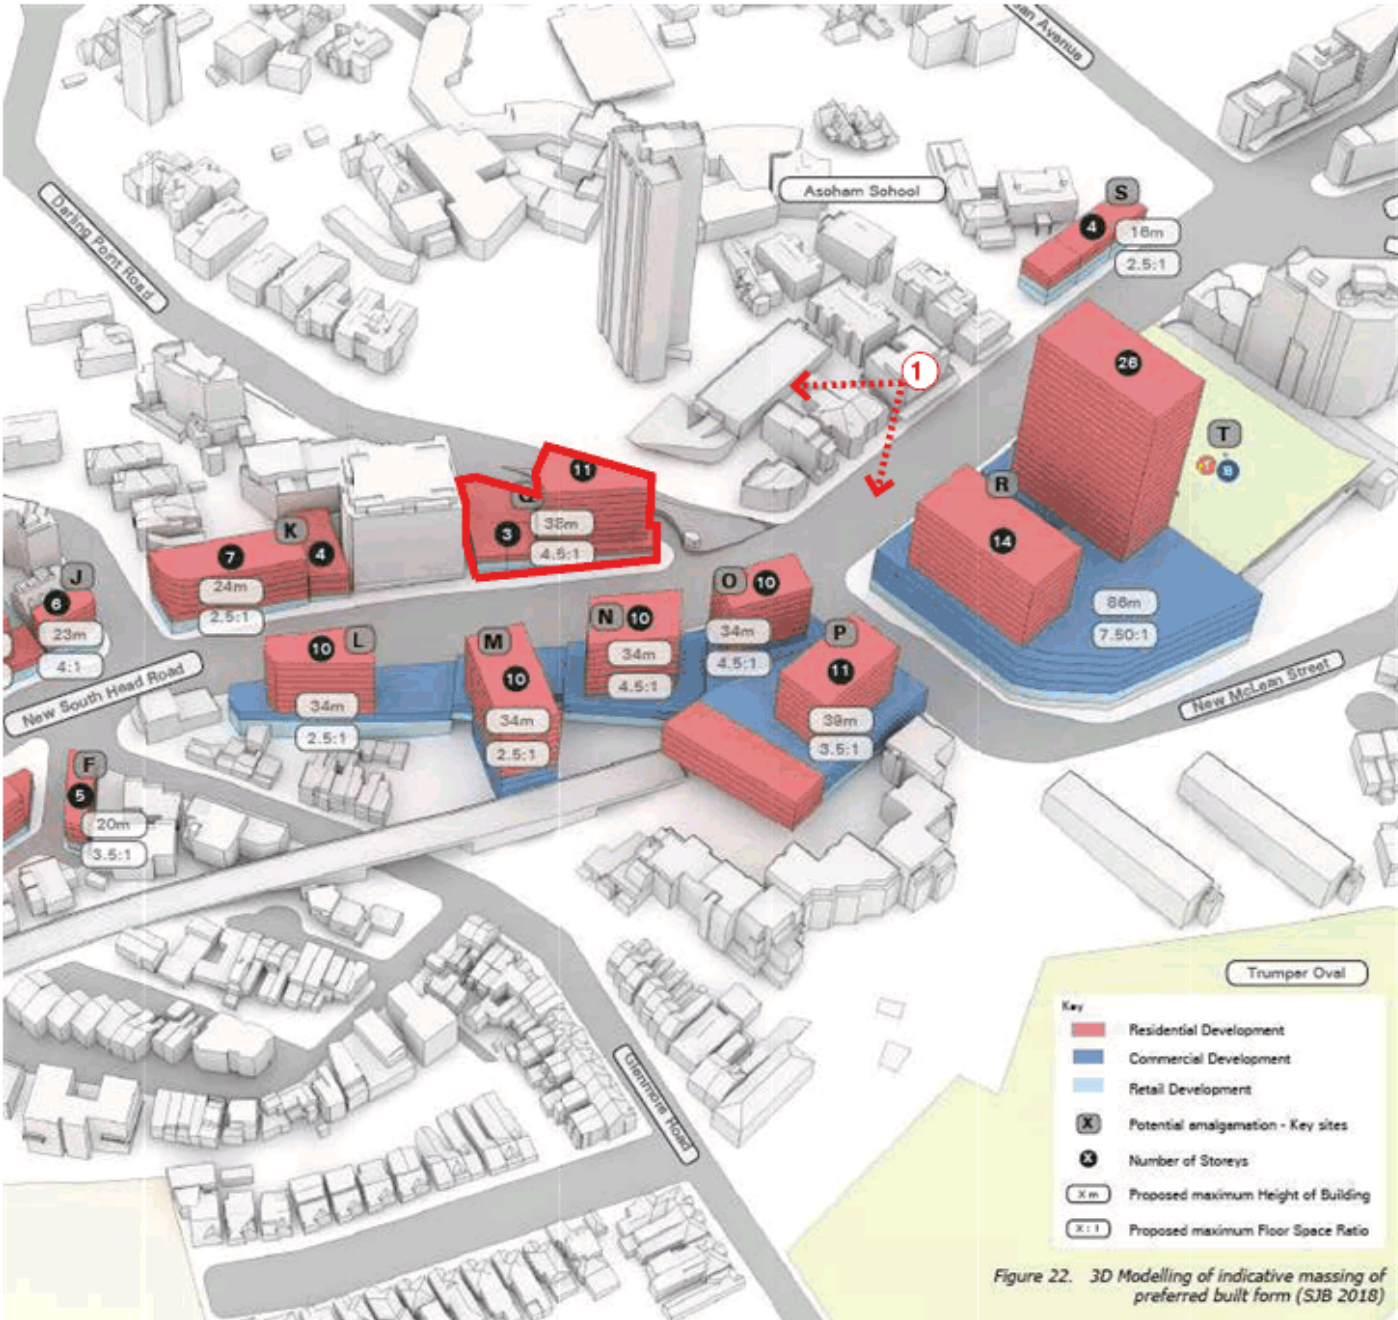 an Avenue
Asoham School
S
4
16m
2.5:1
Darling Point Road
26
1
T
B
11
Q
R
38m
3
4.5:1
14
K
7
4
24m
2.5:1
J
6
23m
4:1
O
10
34m
4.5:1
N
10
34m
4.5:1
P
11
39m
3.5:1
86m
7.50:1
10
L
34m
2.5:1
M
10
34m
2.5:1
New South Head Road
New McLean Street
F
5
20m
3.5:1
Trumper Oval
Glenmore Road
Key
Residential Development
Commercial Development
Retail Development
X Potential amalgamation - Key sites
X Number of Storeys
X m Proposed maximum Height of Building
X : 1 Proposed maximum Floor Space Ratio
Figure 22. 3D Modelling of indicative massing of
preferred built form (SJB 2018)